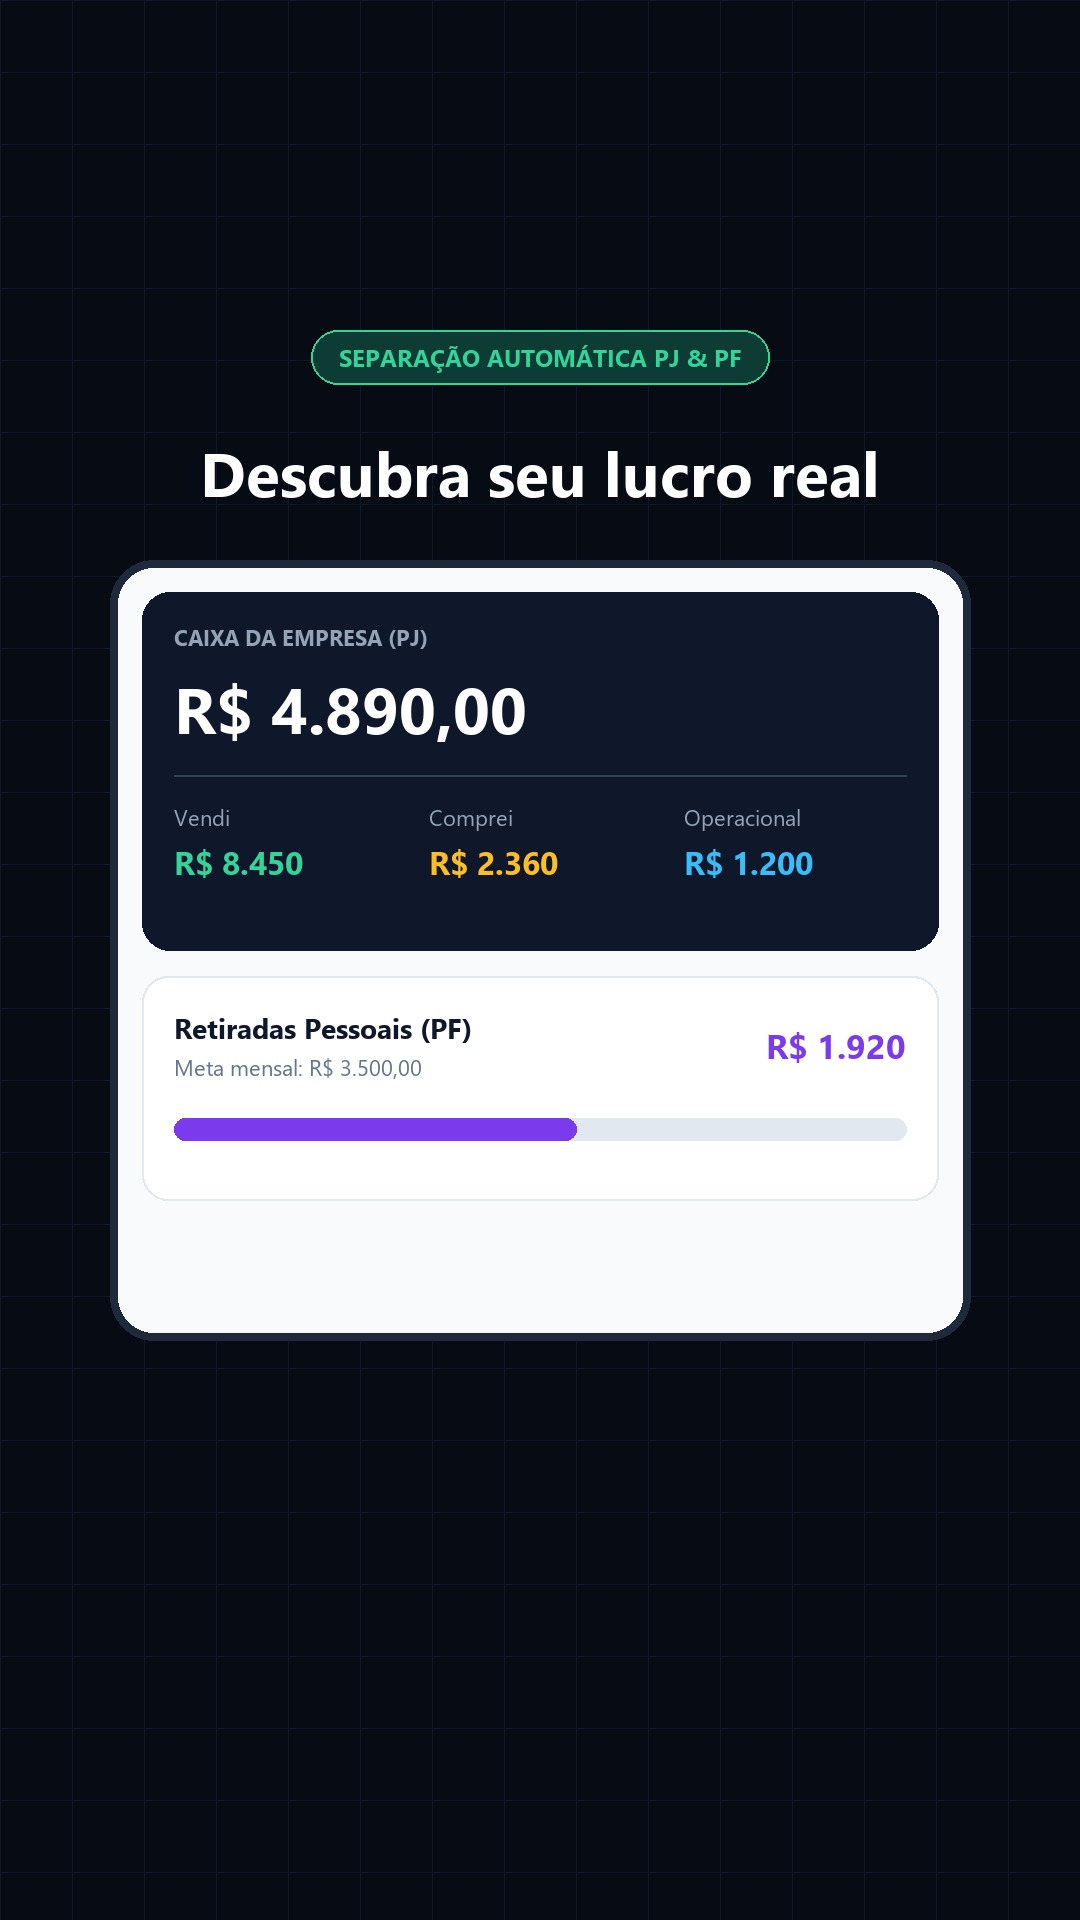 SEPARAÇÃO AUTOMÁTICA PJ & PF
Descubra seu lucro real
CAIXA DA EMPRESA (PJ)
R$ 4.890,00
Vendi Comprei Operacional
R$ 8.450 R$ 2.360 R$ 1.200
Retiradas Pessoais (PF)
R$ 1.920
Meta mensal: R$ 3.500,00